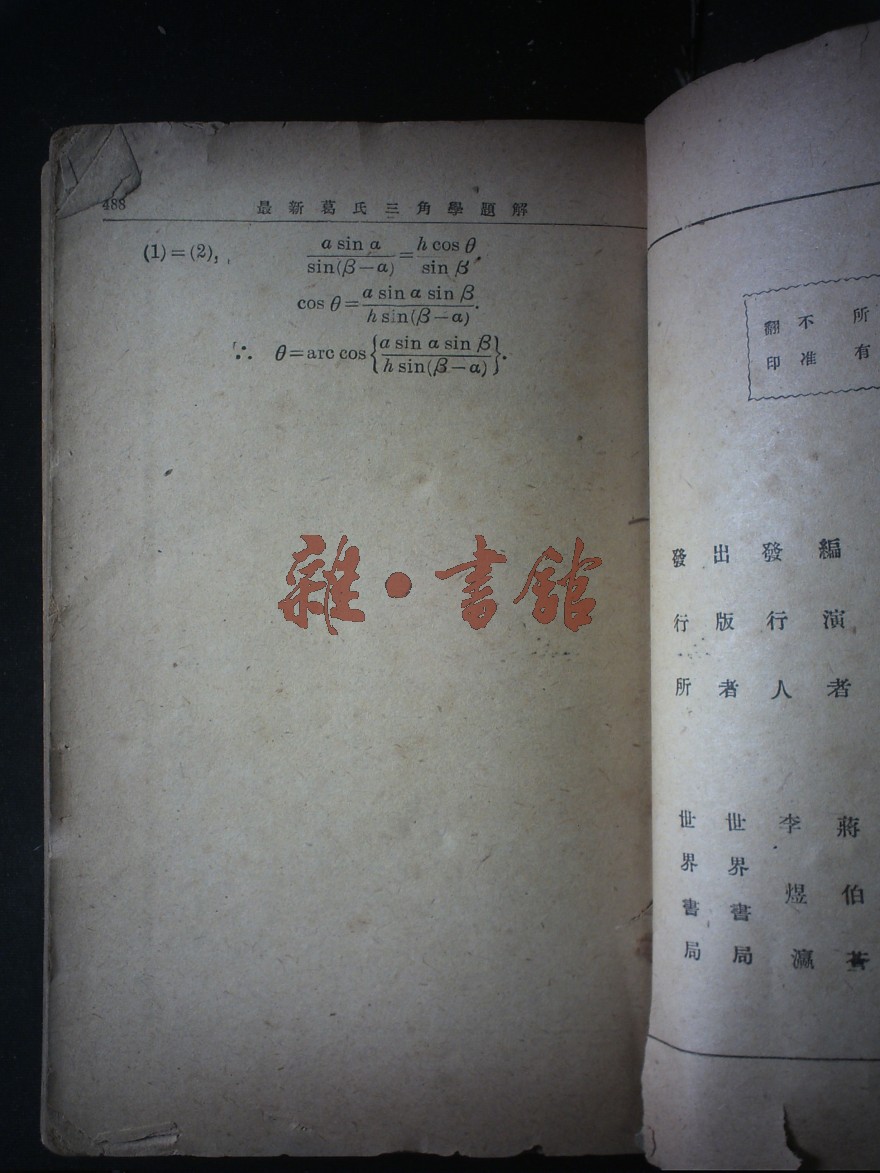 488 最新葛氏三角學題解
(1)=(2), a sin α / sin(β−α) = h cos θ / sin β,
cos θ = a sin α sin β / h sin(β−α).
∴ θ = arc cos { a sin α sin β / h sin(β−α) }.
雜·書館
所有
不准
翻印
編演者 蔣伯蒼
發行人 李煜瀛
出版者 世界書局
發行所 世界書局